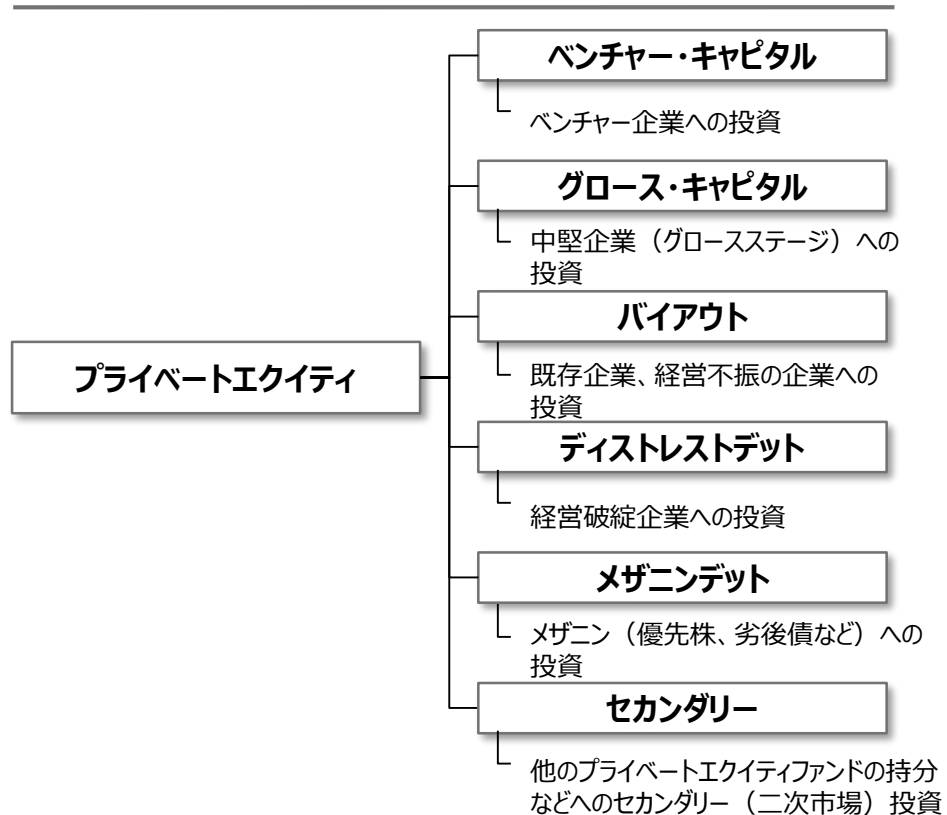 ベンチャー・キャピタル
ベンチャー企業への投資
グロース・キャピタル
中堅企業（グロースステージ）への
投資
バイアウト
プライベートエクイティ
既存企業、経営不振の企業への
投資
ディストレストデット
経営破綻企業への投資
メザニンデット
メザニン（優先株、劣後債など）への
投資
セカンダリー
他のプライベートエクイティファンドの持分
などへのセカンダリー（二次市場）投資